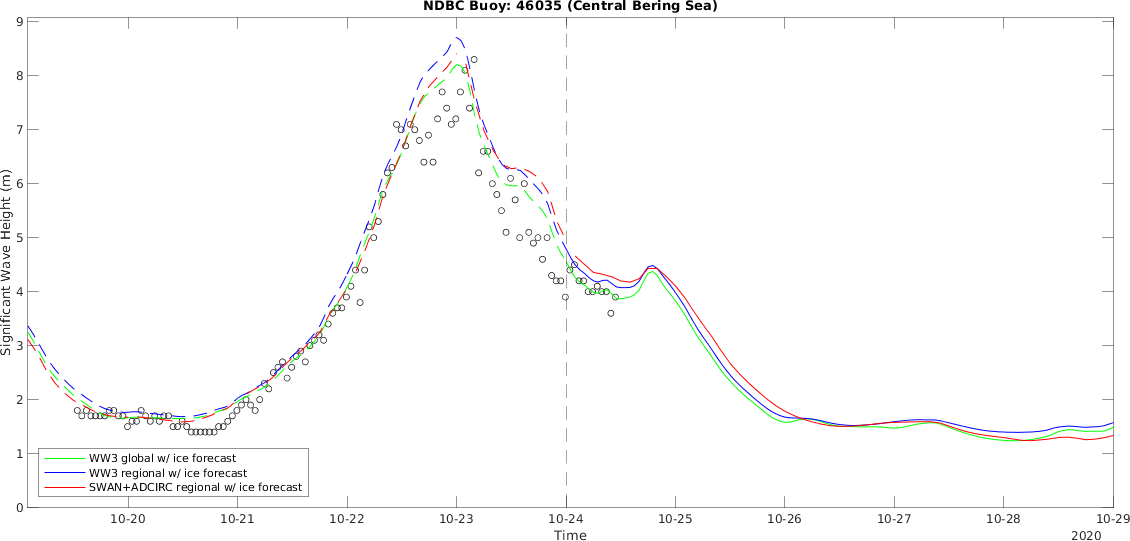 NDBC Buoy: 46035 (Central Bering Sea)
9
8
7
6
5
4
3
2
1
0
Significant Wave Height (m)
WW3 global w/ ice forecast
WW3 regional w/ ice forecast
SWAN+ADCIRC regional w/ ice forecast
10-20 10-21 10-22 10-23 10-24 10-25 10-26 10-27 10-28 10-29
Time
2020